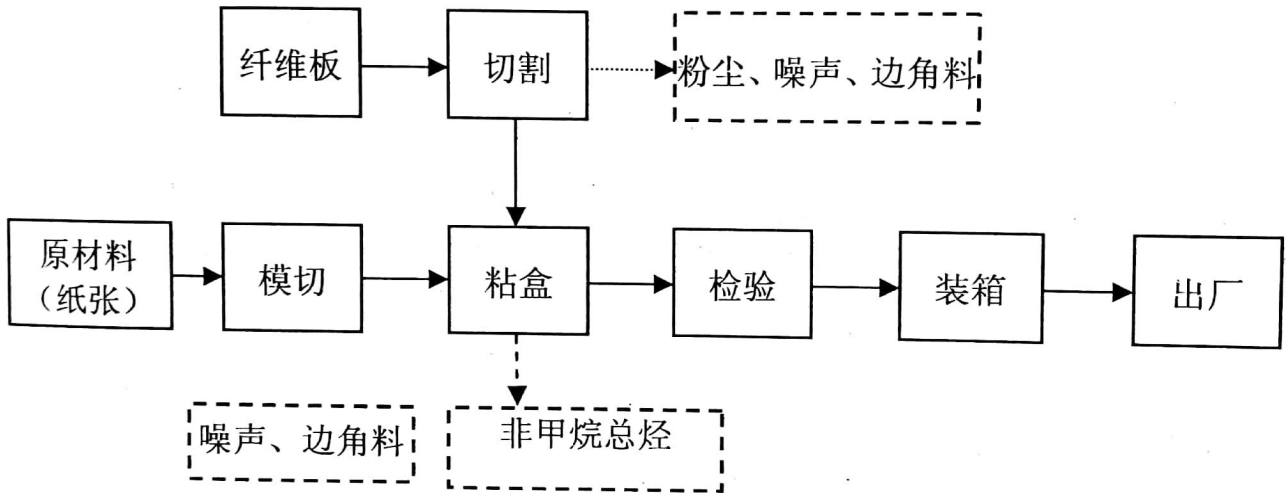 纤维板
切割
粉尘、噪声、边角料
原材料
（纸张）
模切
粘盒
检验
装箱
出厂
噪声、边角料
非甲烷总烃